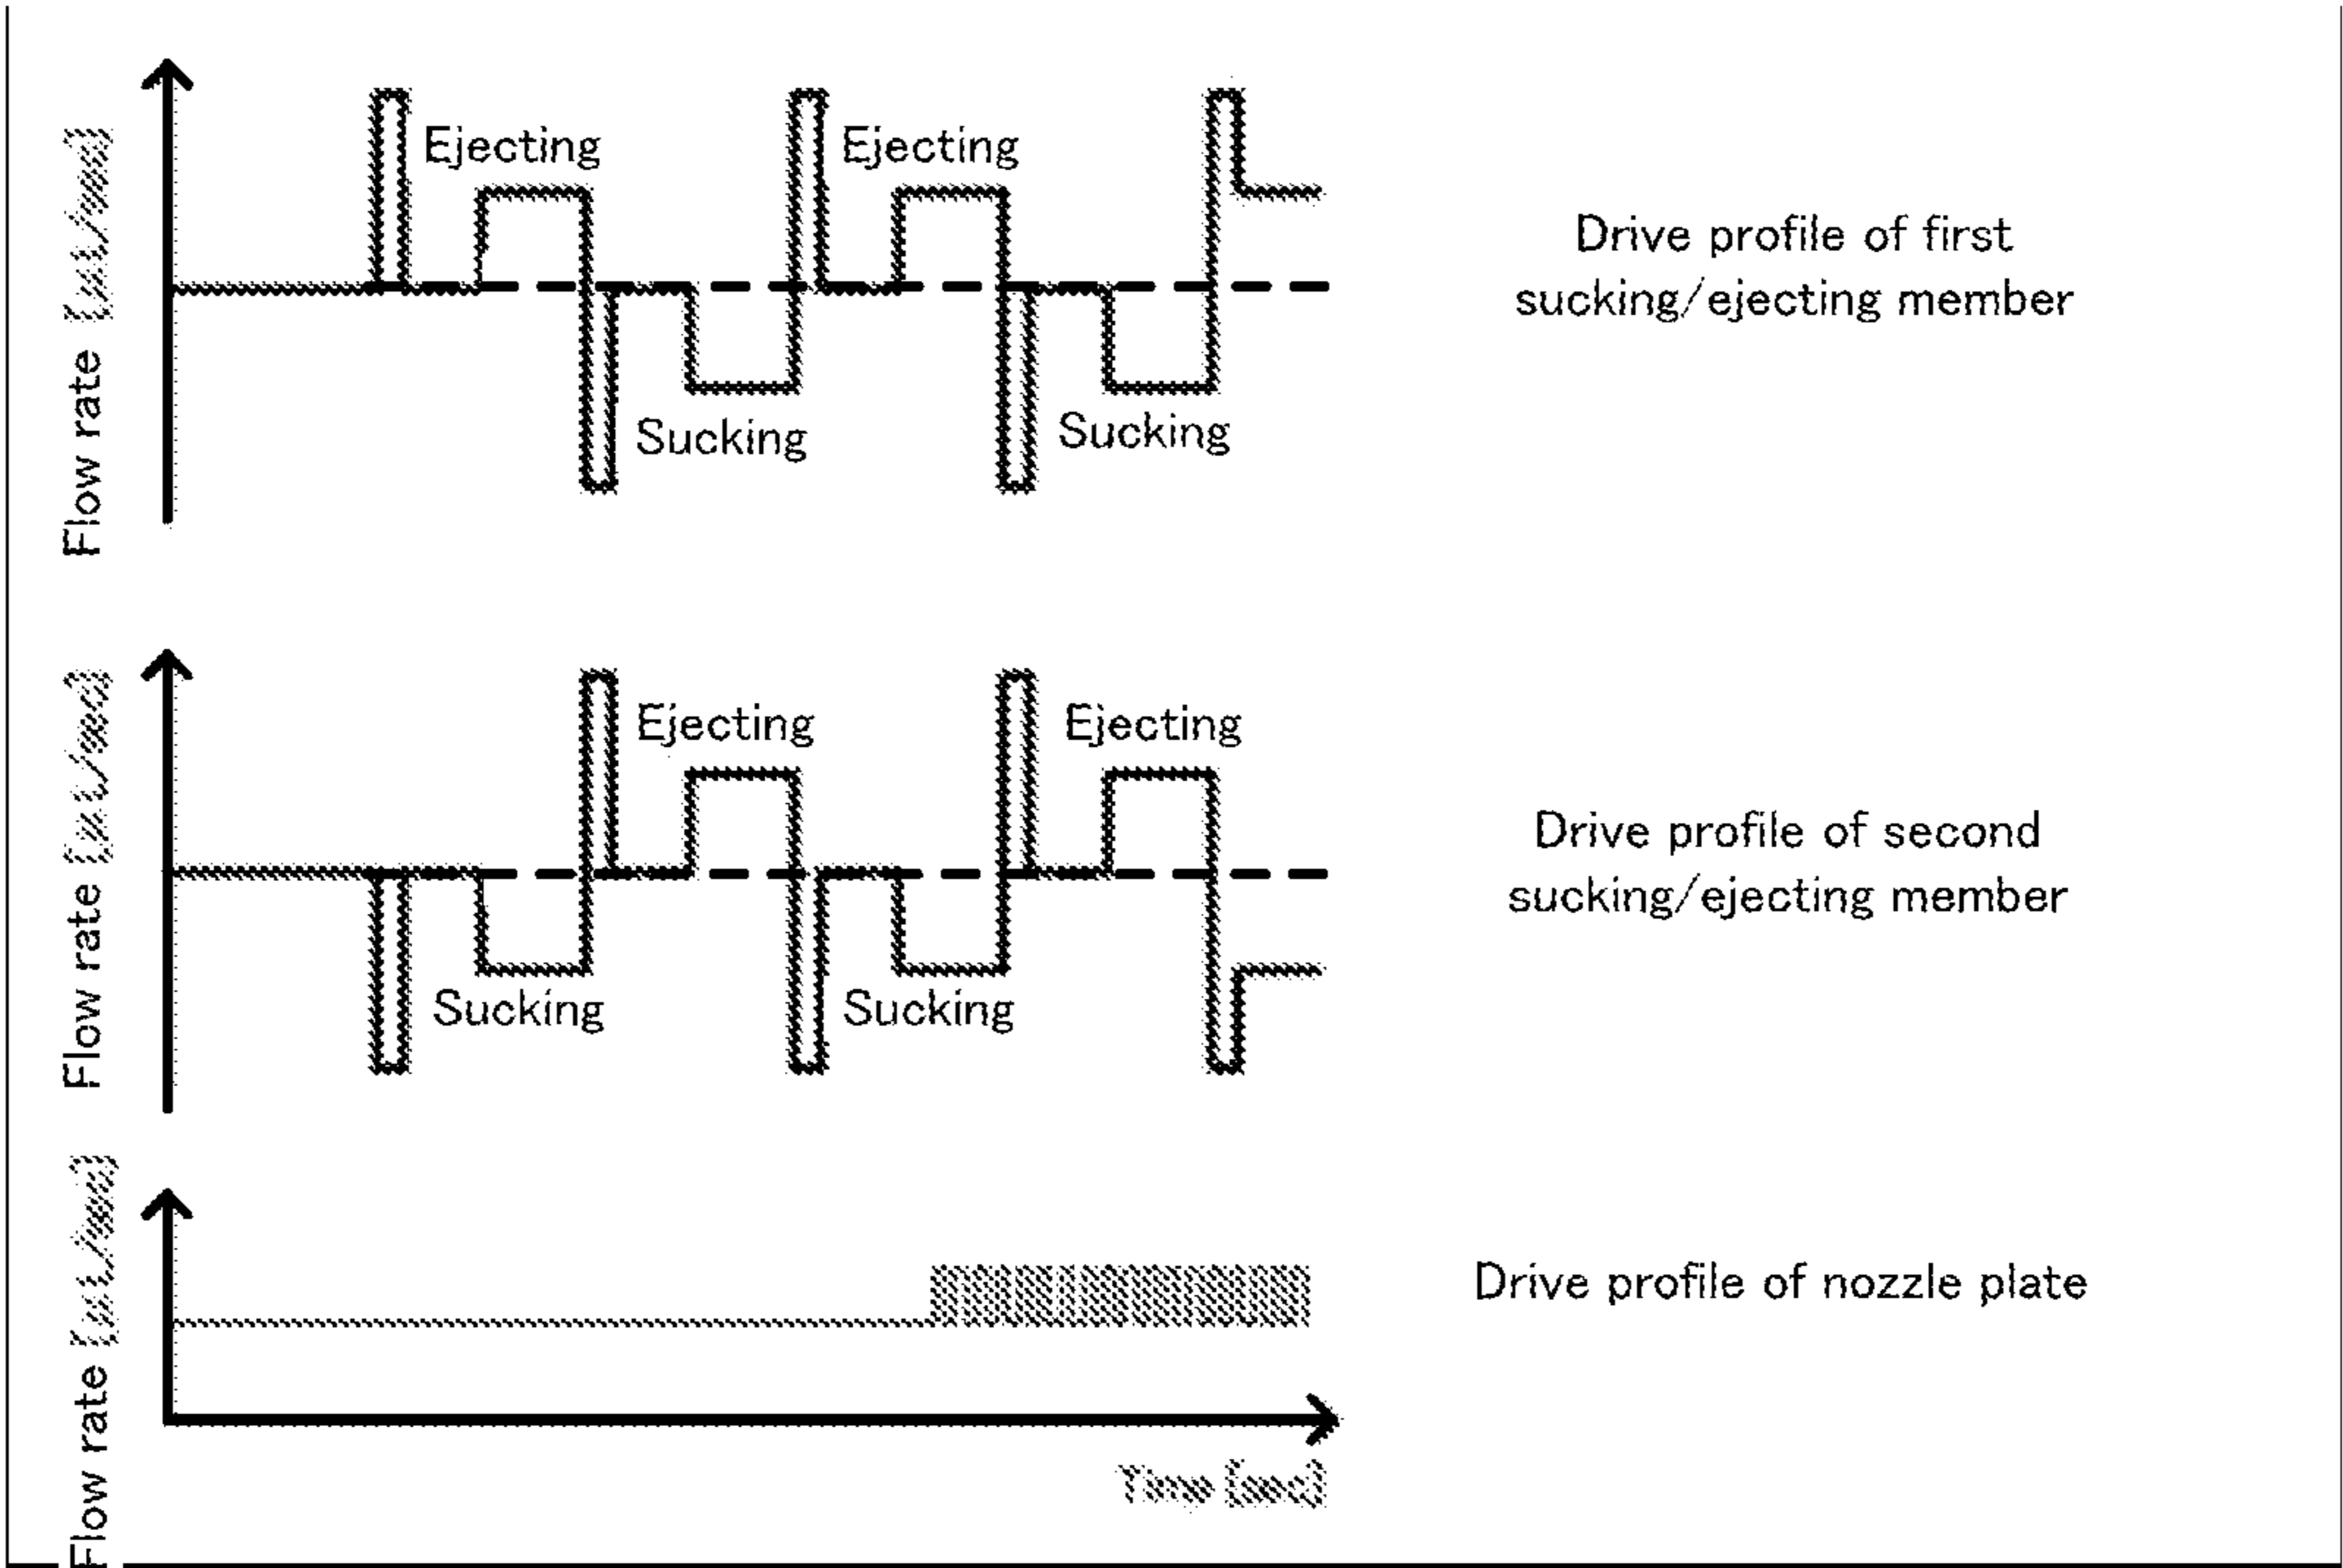 Flow rate
Ejecting
Ejecting
Sucking
Sucking
Drive profile of first
sucking/ejecting member
Flow rate
Ejecting
Ejecting
Sucking
Sucking
Drive profile of second
sucking/ejecting member
Flow rate
Drive profile of nozzle plate
Time